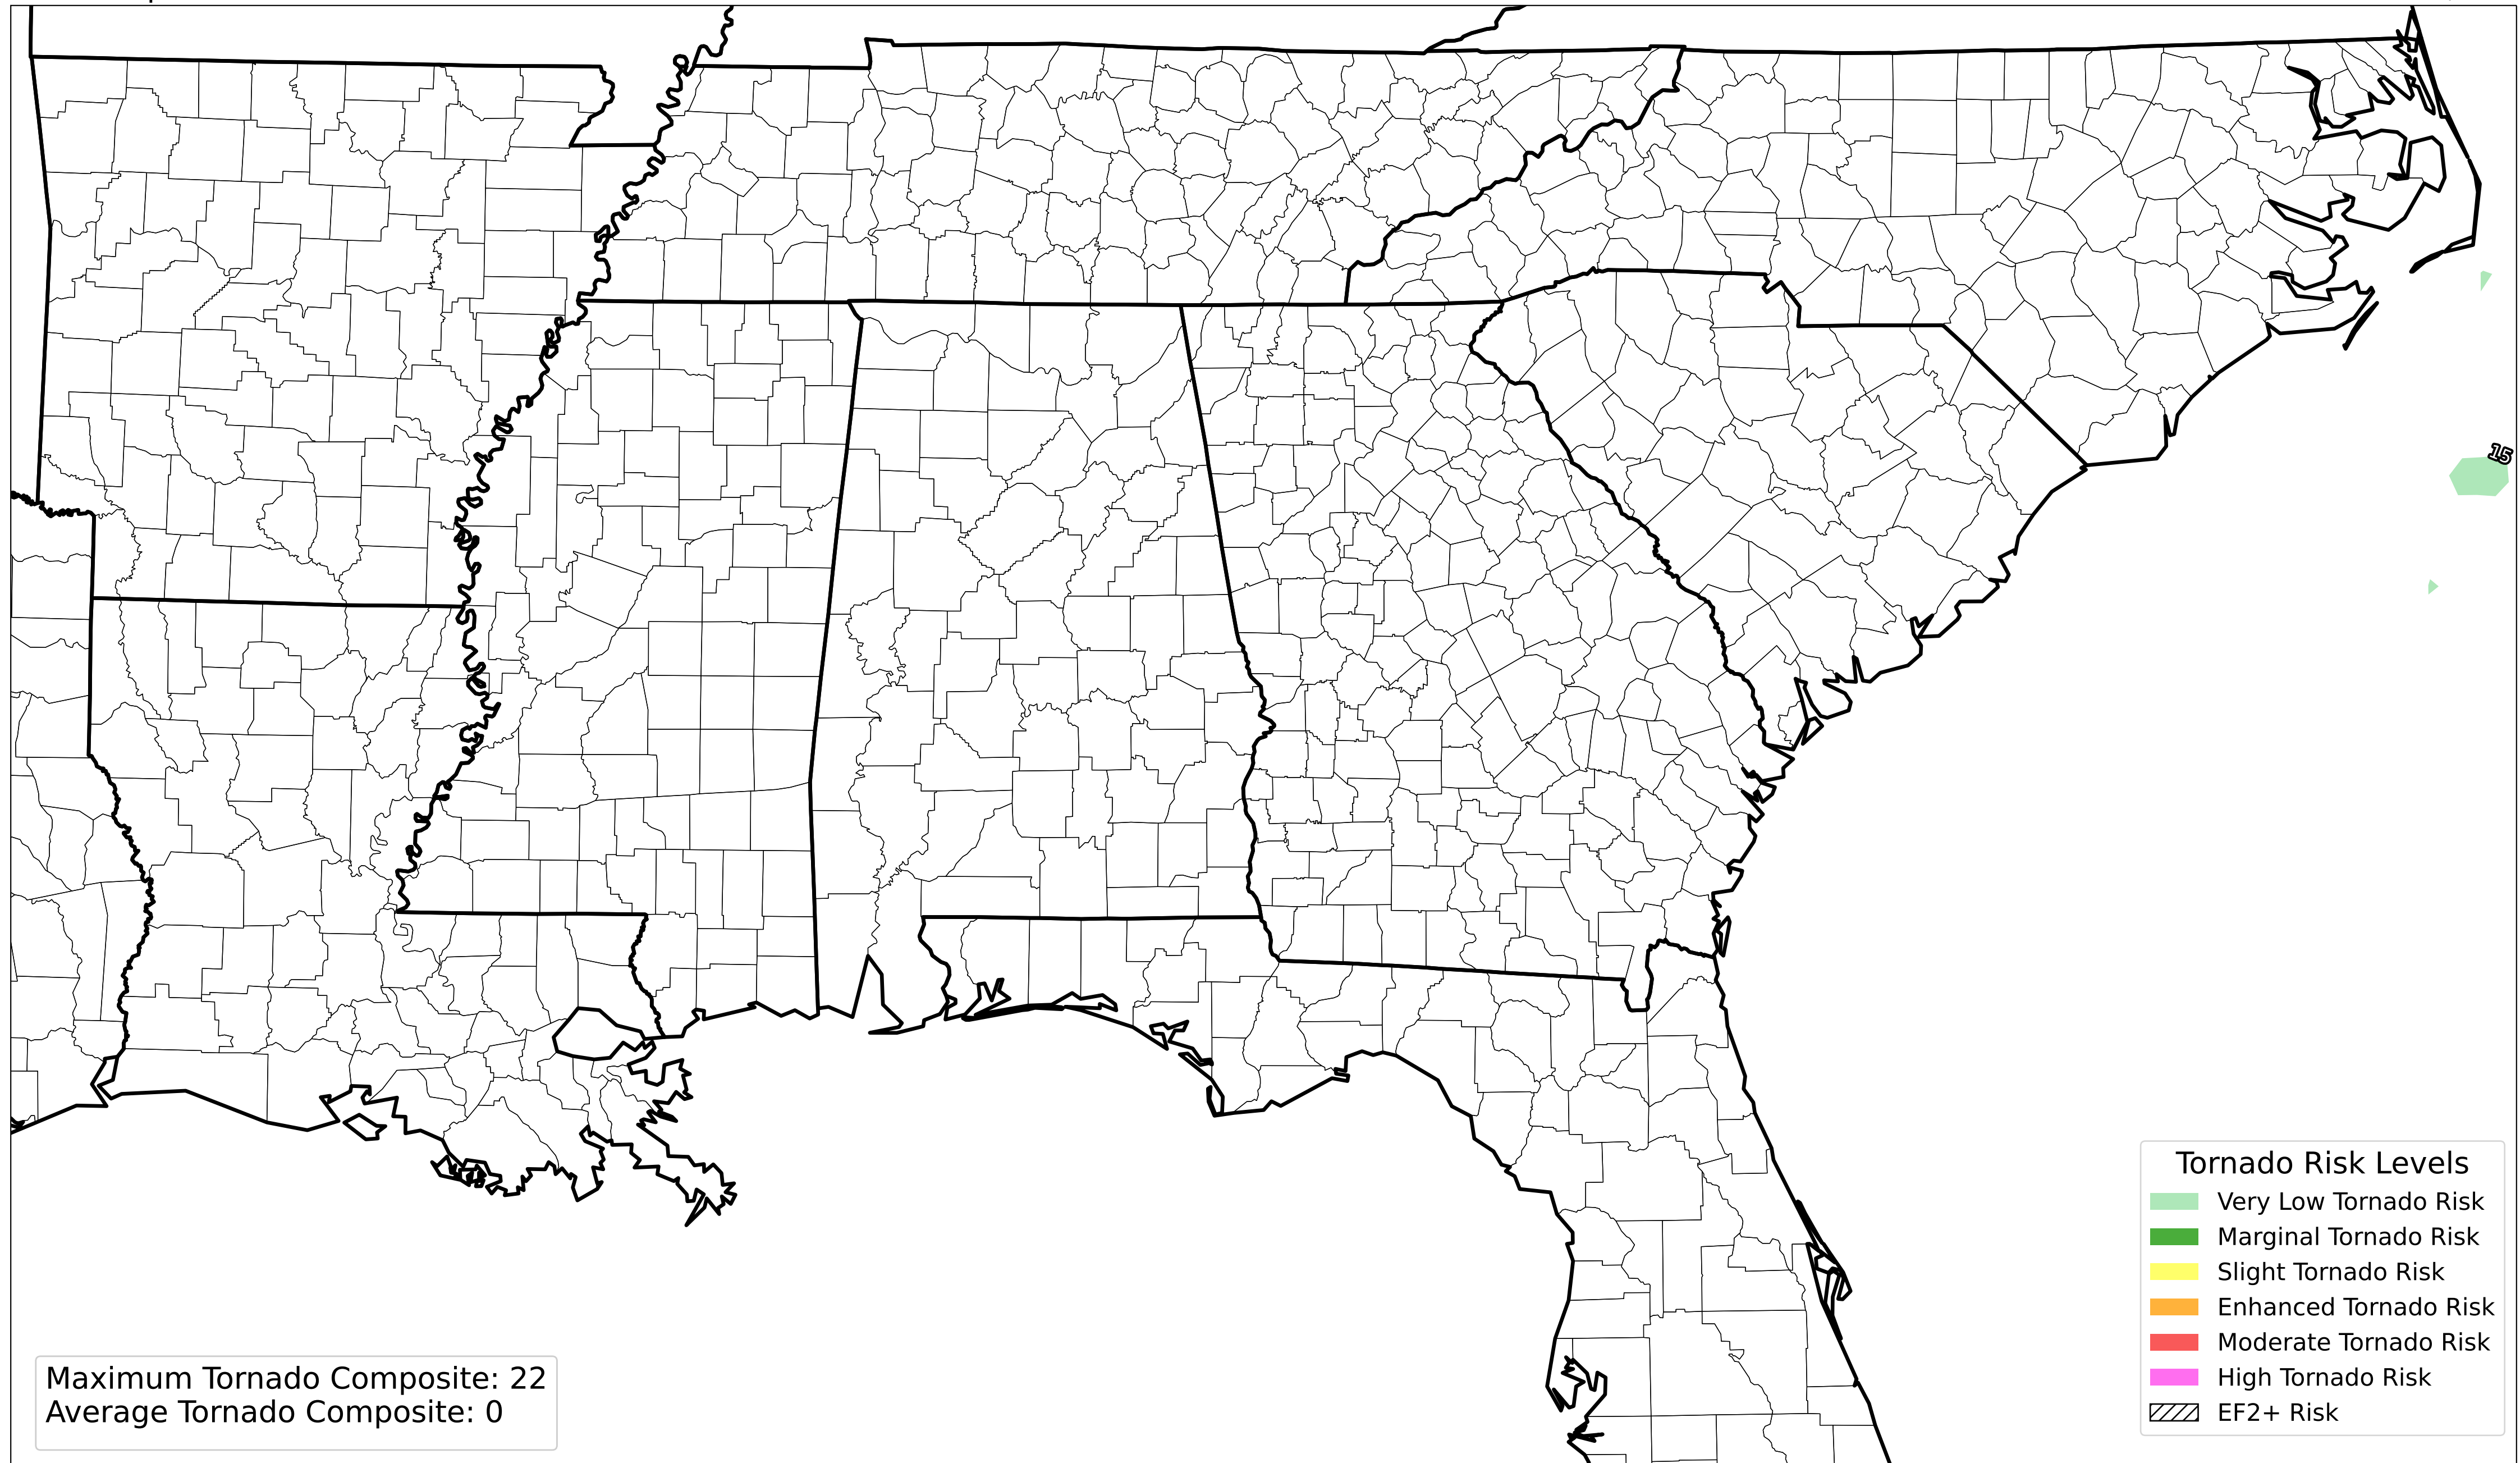 15
Tornado Risk Levels
Very Low Tornado Risk
Marginal Tornado Risk
Slight Tornado Risk
Enhanced Tornado Risk
Moderate Tornado Risk
High Tornado Risk
EF2+ Risk
Maximum Tornado Composite: 22
Average Tornado Composite: 0